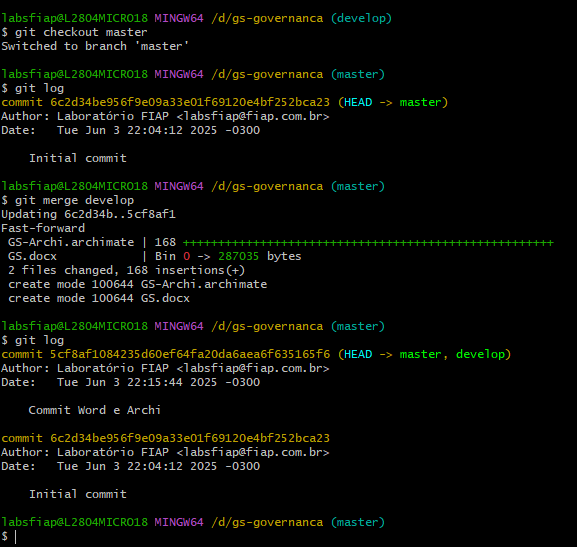 labsfiap@L2804MICRO18 MINGW64 /d/gs-governanca (develop)
$ git checkout master
Switched to branch 'master'
labsfiap@L2804MICRO18 MINGW64 /d/gs-governanca (master)
$ git log
commit 6c2d34be956f9e09a33e01f69120e4bf252bca23 (HEAD -> master)
Author: Laboratório FIAP <labsfiap@fiap.com.br>
Date:   Tue Jun 3 22:04:12 2025 -0300
    Initial commit
labsfiap@L2804MICRO18 MINGW64 /d/gs-governanca (master)
$ git merge develop
Updating 6c2d34b..5cf8af1
Fast-forward
 GS-Archi.archimate | 168 +++++++++++++++++++++++++++++++++++++++++++++++++++++
 GS.docx            | Bin 0 -> 287035 bytes
 2 files changed, 168 insertions(+)
 create mode 100644 GS-Archi.archimate
 create mode 100644 GS.docx
labsfiap@L2804MICRO18 MINGW64 /d/gs-governanca (master)
$ git log
commit 5cf8af1084235d60ef64fa20da6aea6f635165f6 (HEAD -> master, develop)
Author: Laboratório FIAP <labsfiap@fiap.com.br>
Date:   Tue Jun 3 22:15:44 2025 -0300
    Commit Word e Archi
commit 6c2d34be956f9e09a33e01f69120e4bf252bca23
Author: Laboratório FIAP <labsfiap@fiap.com.br>
Date:   Tue Jun 3 22:04:12 2025 -0300
    Initial commit
labsfiap@L2804MICRO18 MINGW64 /d/gs-governanca (master)
$